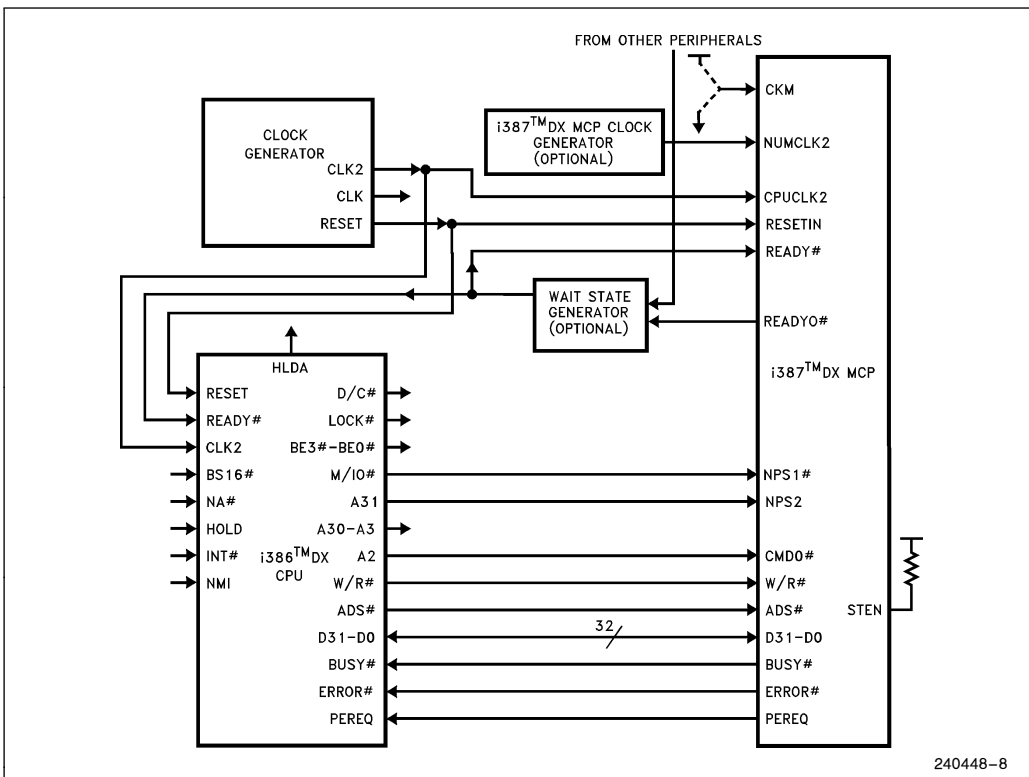 FROM OTHER PERIPHERALS
CLOCK
GENERATOR
CLK2
CLK
RESET
i387™DX MCP CLOCK
GENERATOR
(OPTIONAL)
WAIT STATE
GENERATOR
(OPTIONAL)
CKM
NUMCLK2
CPUCLK2
RESETIN
READY#
READYO#
i387™DX MCP
NPS1#
NPS2
CMD0#
W/R#
ADS#
STEN
D31-D0
BUSY#
ERROR#
PEREQ
HLDA
RESET
READY#
CLK2
BS16#
NA#
HOLD
INT#
NMI
i386™DX
CPU
D/C#
LOCK#
BE3#-BE0#
M/IO#
A31
A30-A3
A2
W/R#
ADS#
D31-D0
BUSY#
ERROR#
PEREQ
32
240448-8